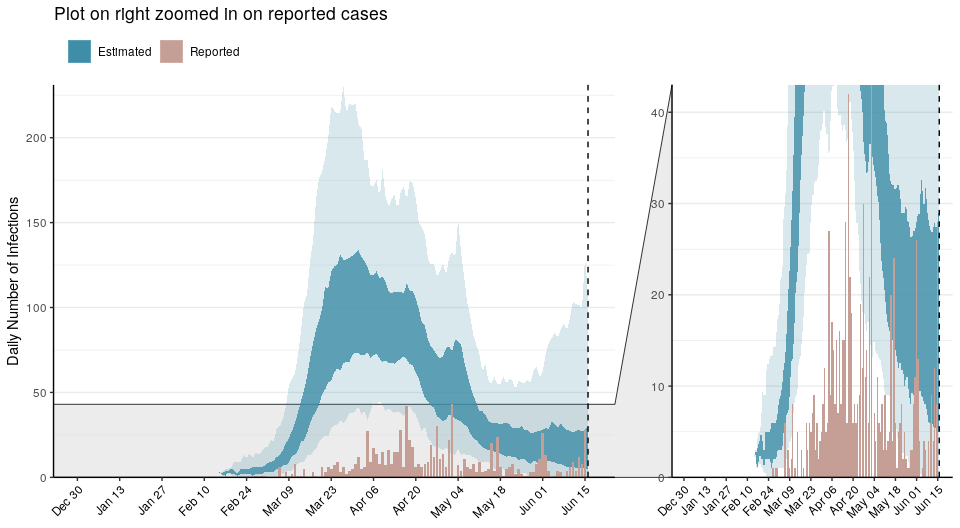 Plot on right zoomed in on reported cases
Estimated
Reported
Daily Number of Infections
200
150
100
50
0
Dec 30
Jan 13
Jan 27
Feb 10
Feb 24
Mar 09
Mar 23
Apr 06
Apr 20
May 04
May 18
Jun 01
Jun 15
40
30
20
10
0
Dec 30
Jan 13
Jan 27
Feb 10
Feb 24
Mar 09
Mar 23
Apr 06
Apr 20
May 04
May 18
Jun 01
Jun 15